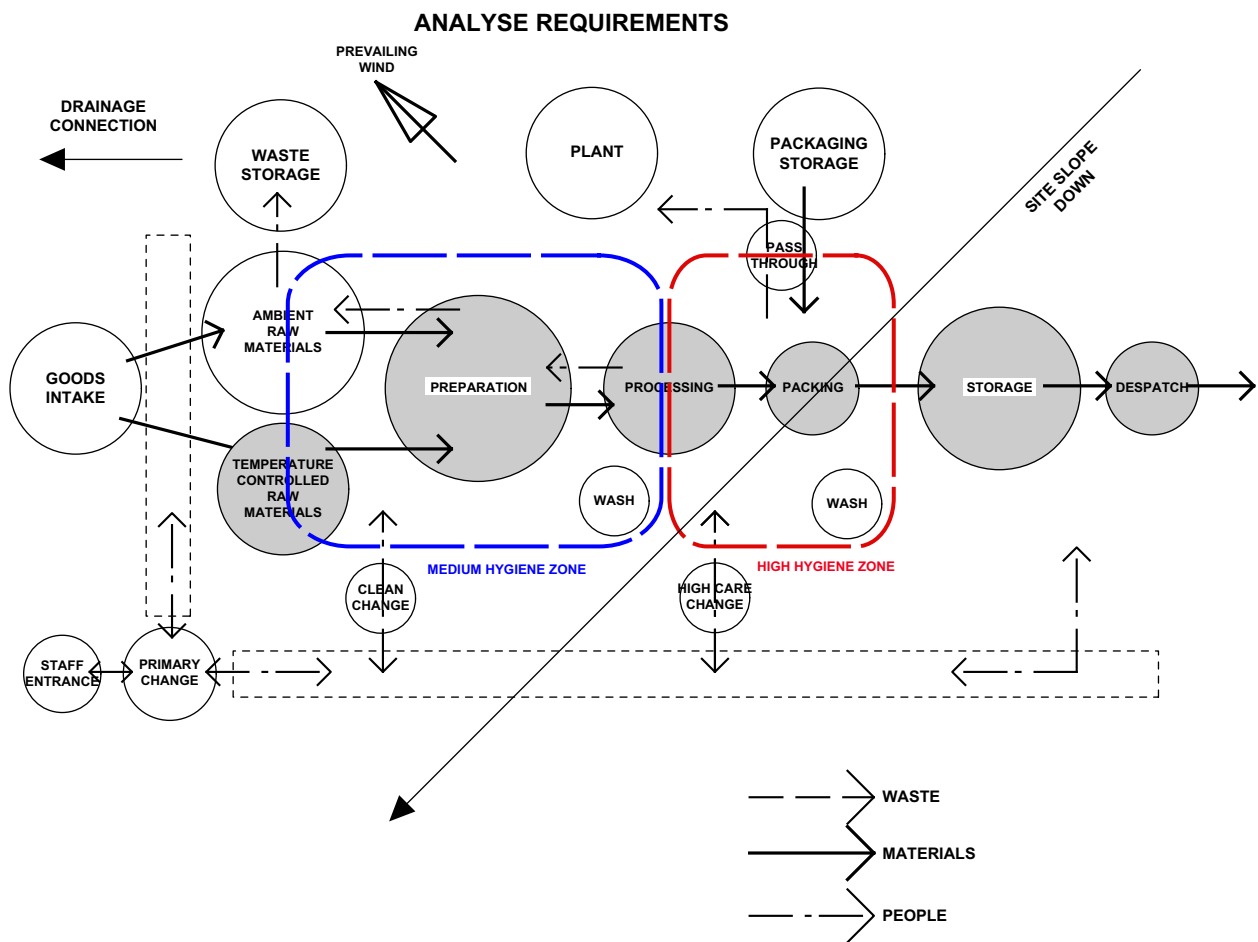 ANALYSE REQUIREMENTS
PREVAILING
WIND
DRAINAGE
CONNECTION
WASTE
STORAGE
PLANT
PACKAGING
STORAGE
SITE SLOPE
DOWN
PASS
THROUGH
AMBIENT
RAW
MATERIALS
GOODS
INTAKE
PREPARATION
PROCESSING
PACKING
STORAGE
DESPATCH
TEMPERATURE
CONTROLLED
RAW
MATERIALS
WASH
WASH
MEDIUM HYGIENE ZONE
HIGH HYGIENE ZONE
CLEAN
CHANGE
HIGH CARE
CHANGE
STAFF
ENTRANCE
PRIMARY
CHANGE
WASTE
MATERIALS
PEOPLE